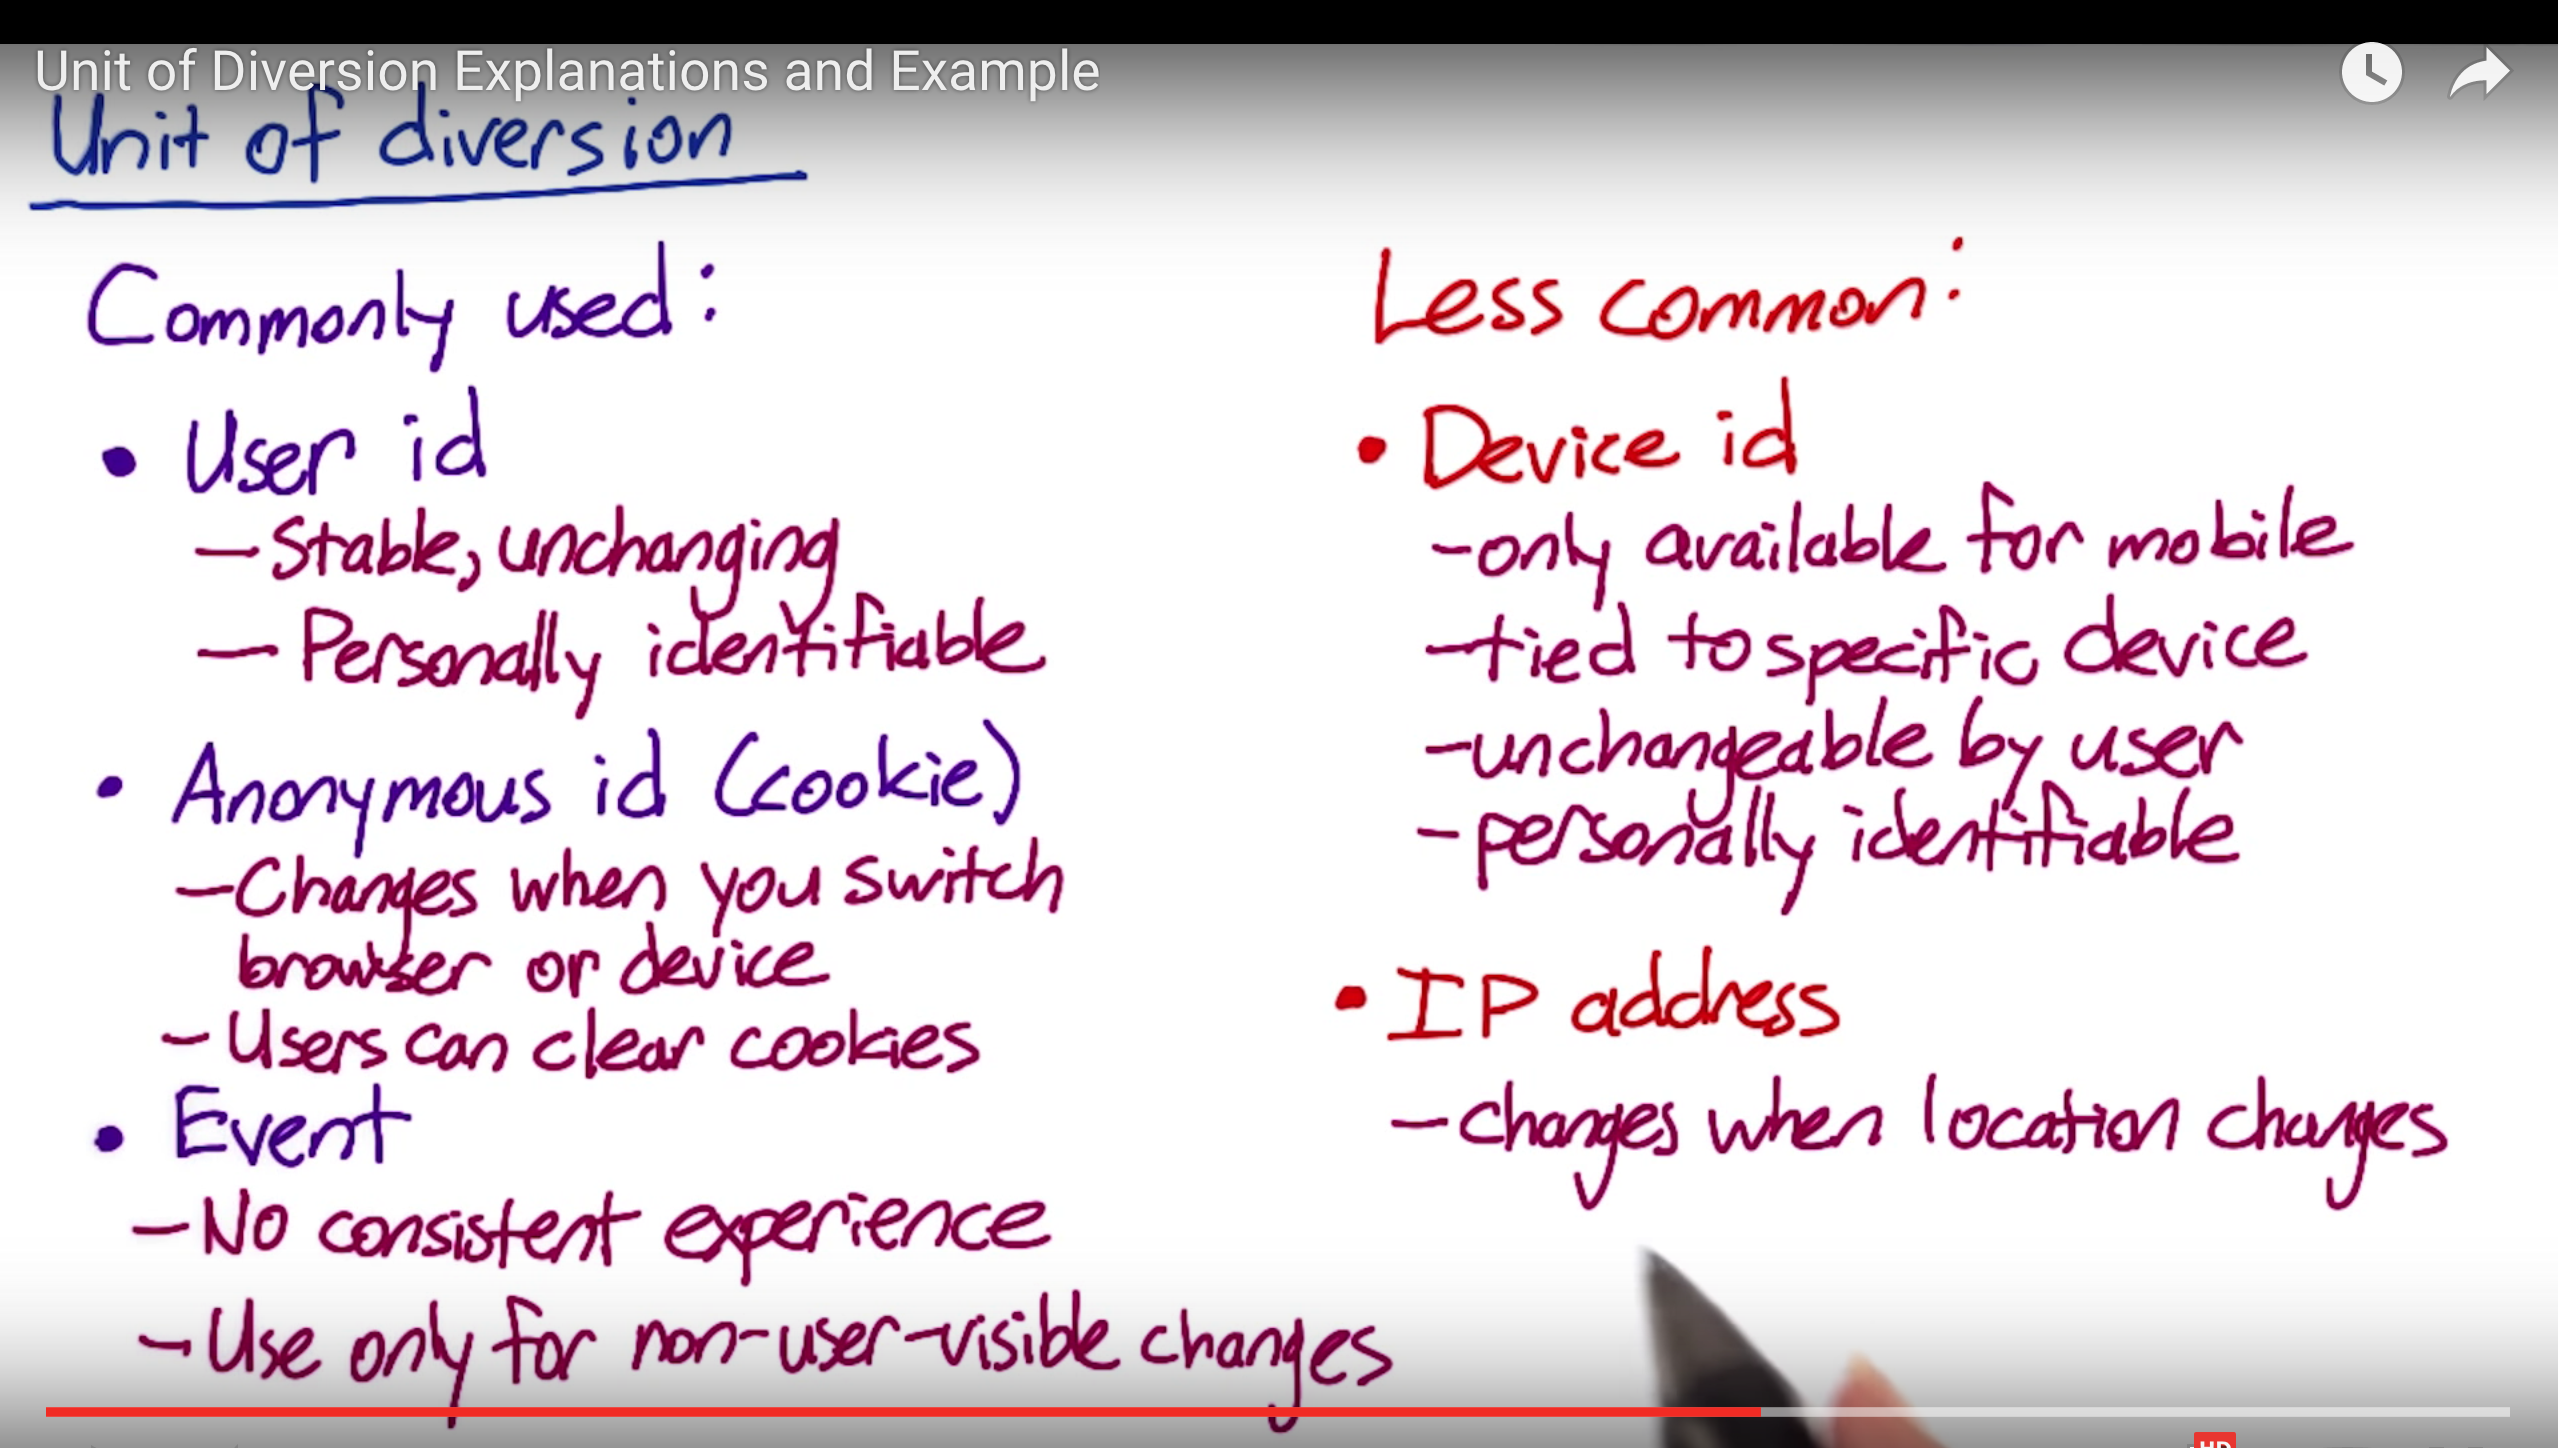 Unit of Diversion Explanations and Example
Unit of diversion
Commonly used:
• User id
– Stable, unchanging
– Personally identifiable
• Anonymous id (cookie)
– Changes when you switch
browser or device
– Users can clear cookies
• Event
– No consistent experience
– Use only for non-user-visible changes
Less common:
• Device id
- only available for mobile
- tied to specific device
- unchangeable by user
- personally identifiable
• IP address
– changes when location changes
HD